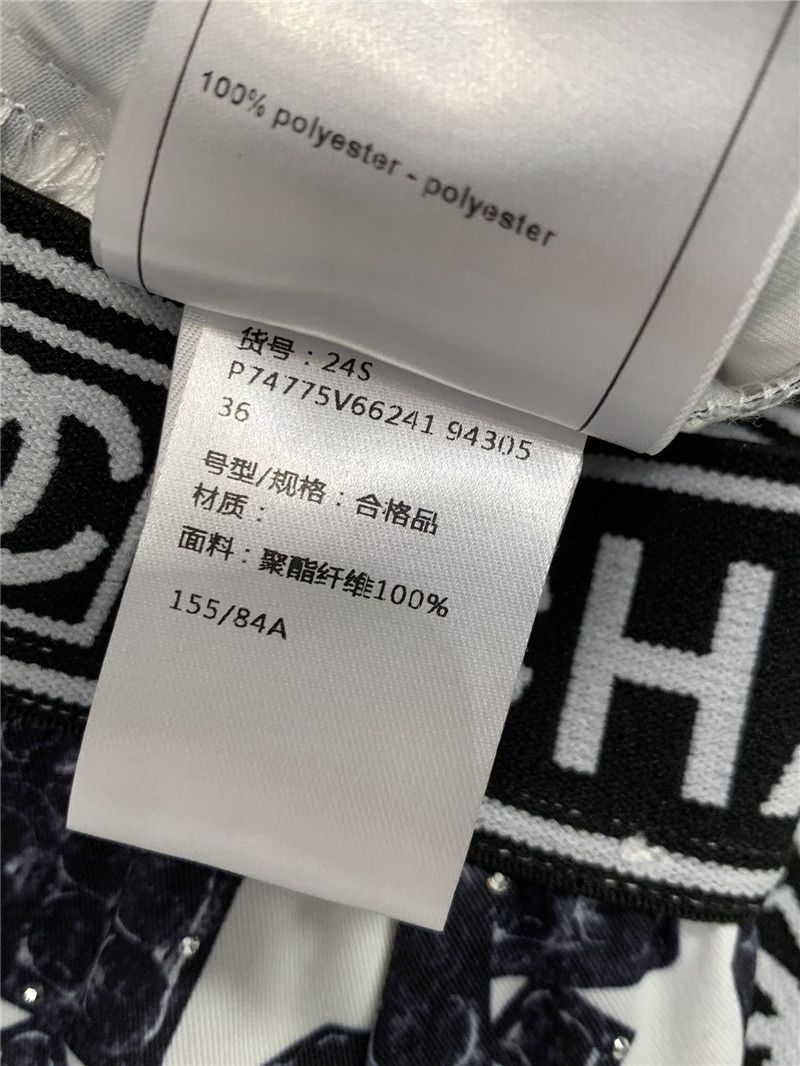 100% polyester - polyester
货号：24S
P74775V66241 94305
36
号型/规格：合格品
材质：
面料：聚酯纤维100%
155/84A
CHA